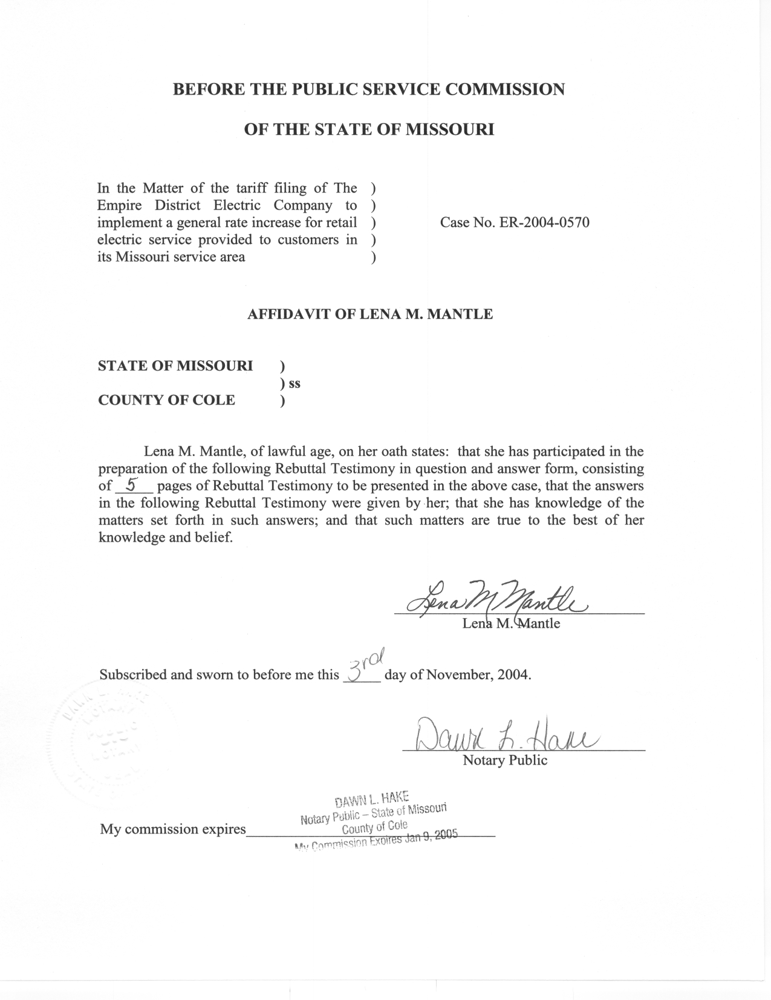 BEFORE THE PUBLIC SERVICE COMMISSION
OF THE STATE OF MISSOURI
In the Matter of the tariff filing of The )
Empire District Electric Company to )
implement a general rate increase for retail ) Case No. ER-2004-0570
electric service provided to customers in )
its Missouri service area )
AFFIDAVIT OF LENA M. MANTLE
STATE OF MISSOURI )
) ss
COUNTY OF COLE )
Lena M. Mantle, of lawful age, on her oath states: that she has participated in the
preparation of the following Rebuttal Testimony in question and answer form, consisting
of 5 pages of Rebuttal Testimony to be presented in the above case, that the answers
in the following Rebuttal Testimony were given by her; that she has knowledge of the
matters set forth in such answers; and that such matters are true to the best of her
knowledge and belief.
Lena M Mantle
Lena M. Mantle
Subscribed and sworn to before me this 3rd day of November, 2004.
DAWN L. HAKE
NOTARY
PUBLIC
NOTARY
Dawn L. Hake
Notary Public
DAWN L. HAKE
Notary Public – State of Missouri
County of Cole
My commission expires
My Commission Expires Jan 9, 2005